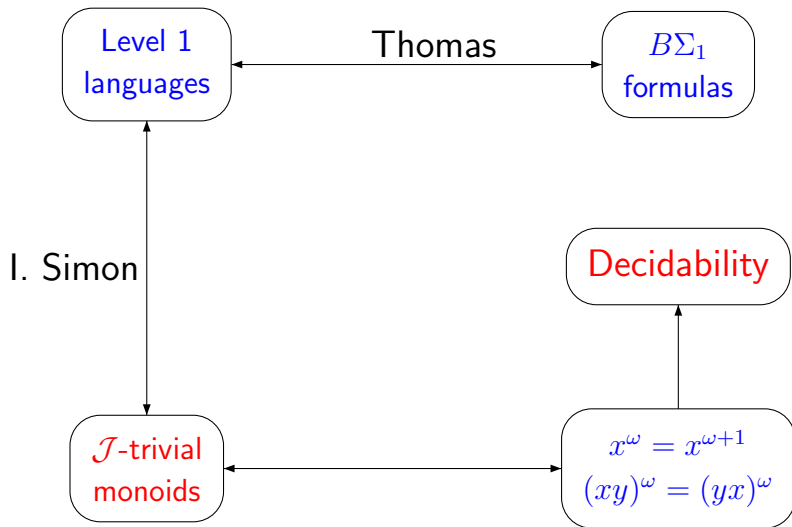 Level 1
languages
Thomas
BΣ₁
formulas
I. Simon
Decidability
𝒥-trivial
monoids
x^ω = x^{ω+1}
(xy)^ω = (yx)^ω